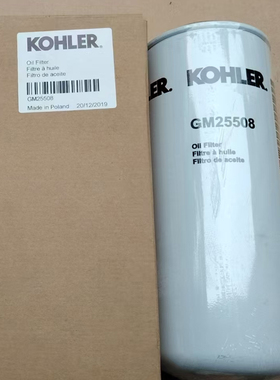 KOHLER.
Oil Filter
Filtre à huile
Filtro de aceite
GM25508
Made in Poland 20/12/2019
LER. KOHLER
GM25508
Oil Filter
Filtre à huile
Filtro de aceite